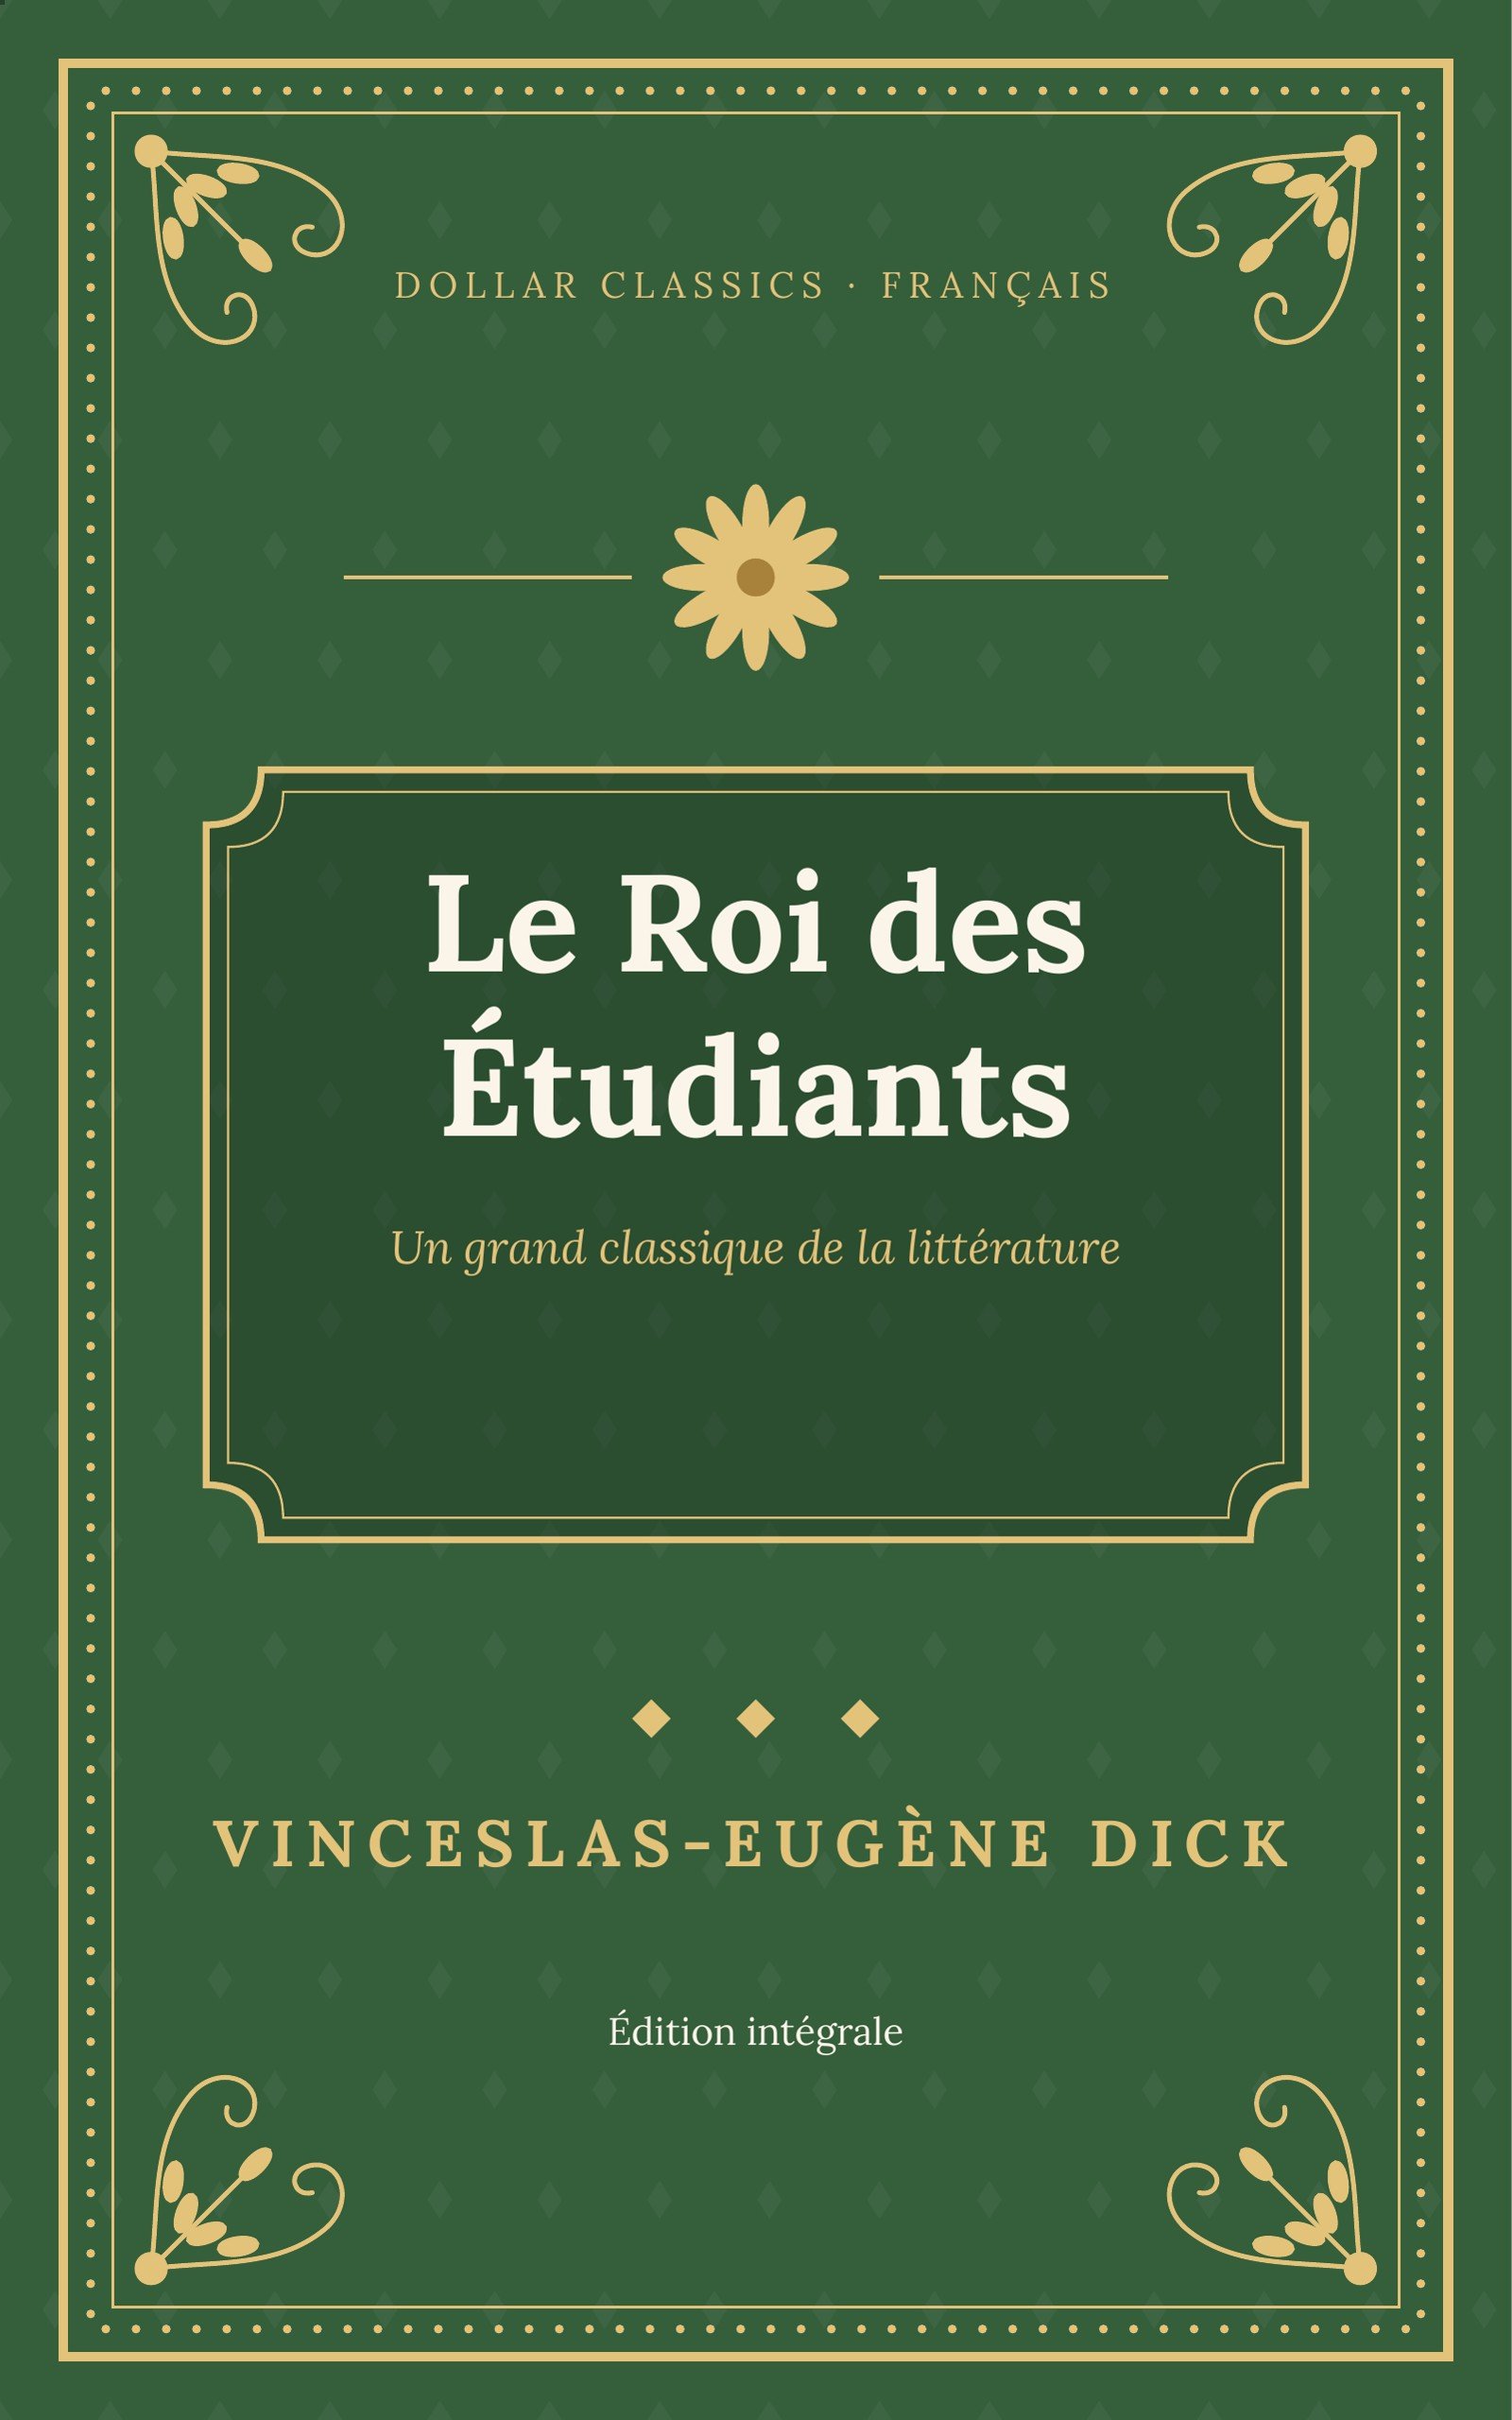 DOLLAR CLASSICS · FRANÇAIS
Le Roi des
Étudiants
Un grand classique de la littérature
VINCESLAS-EUGÈNE DICK
Édition intégrale